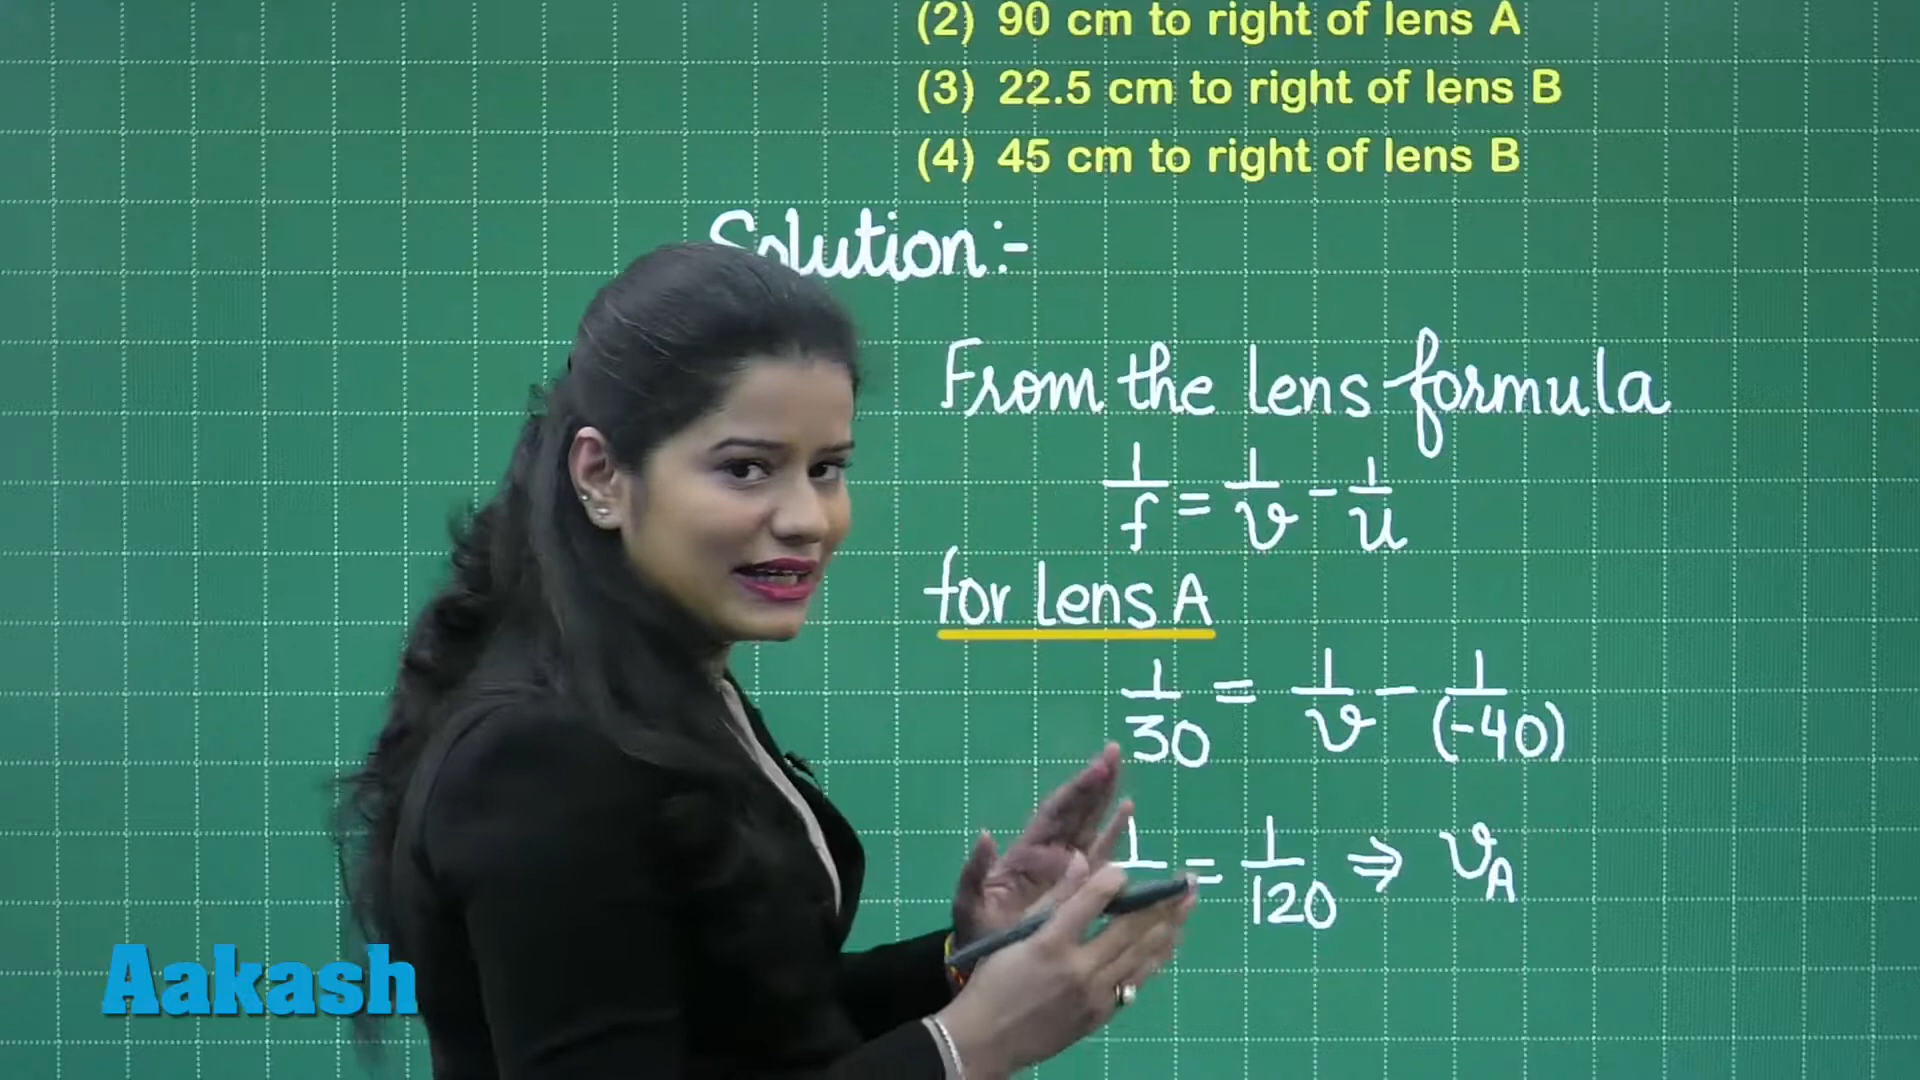 (2) 90 cm to right of lens A
(3) 22.5 cm to right of lens B
(4) 45 cm to right of lens B
Solution:-
From the lens formula
1/f = 1/v - 1/u
for lens A
1/30 = 1/v - 1/(-40)
1 = 1/120 ⇒ v_A
Aakash